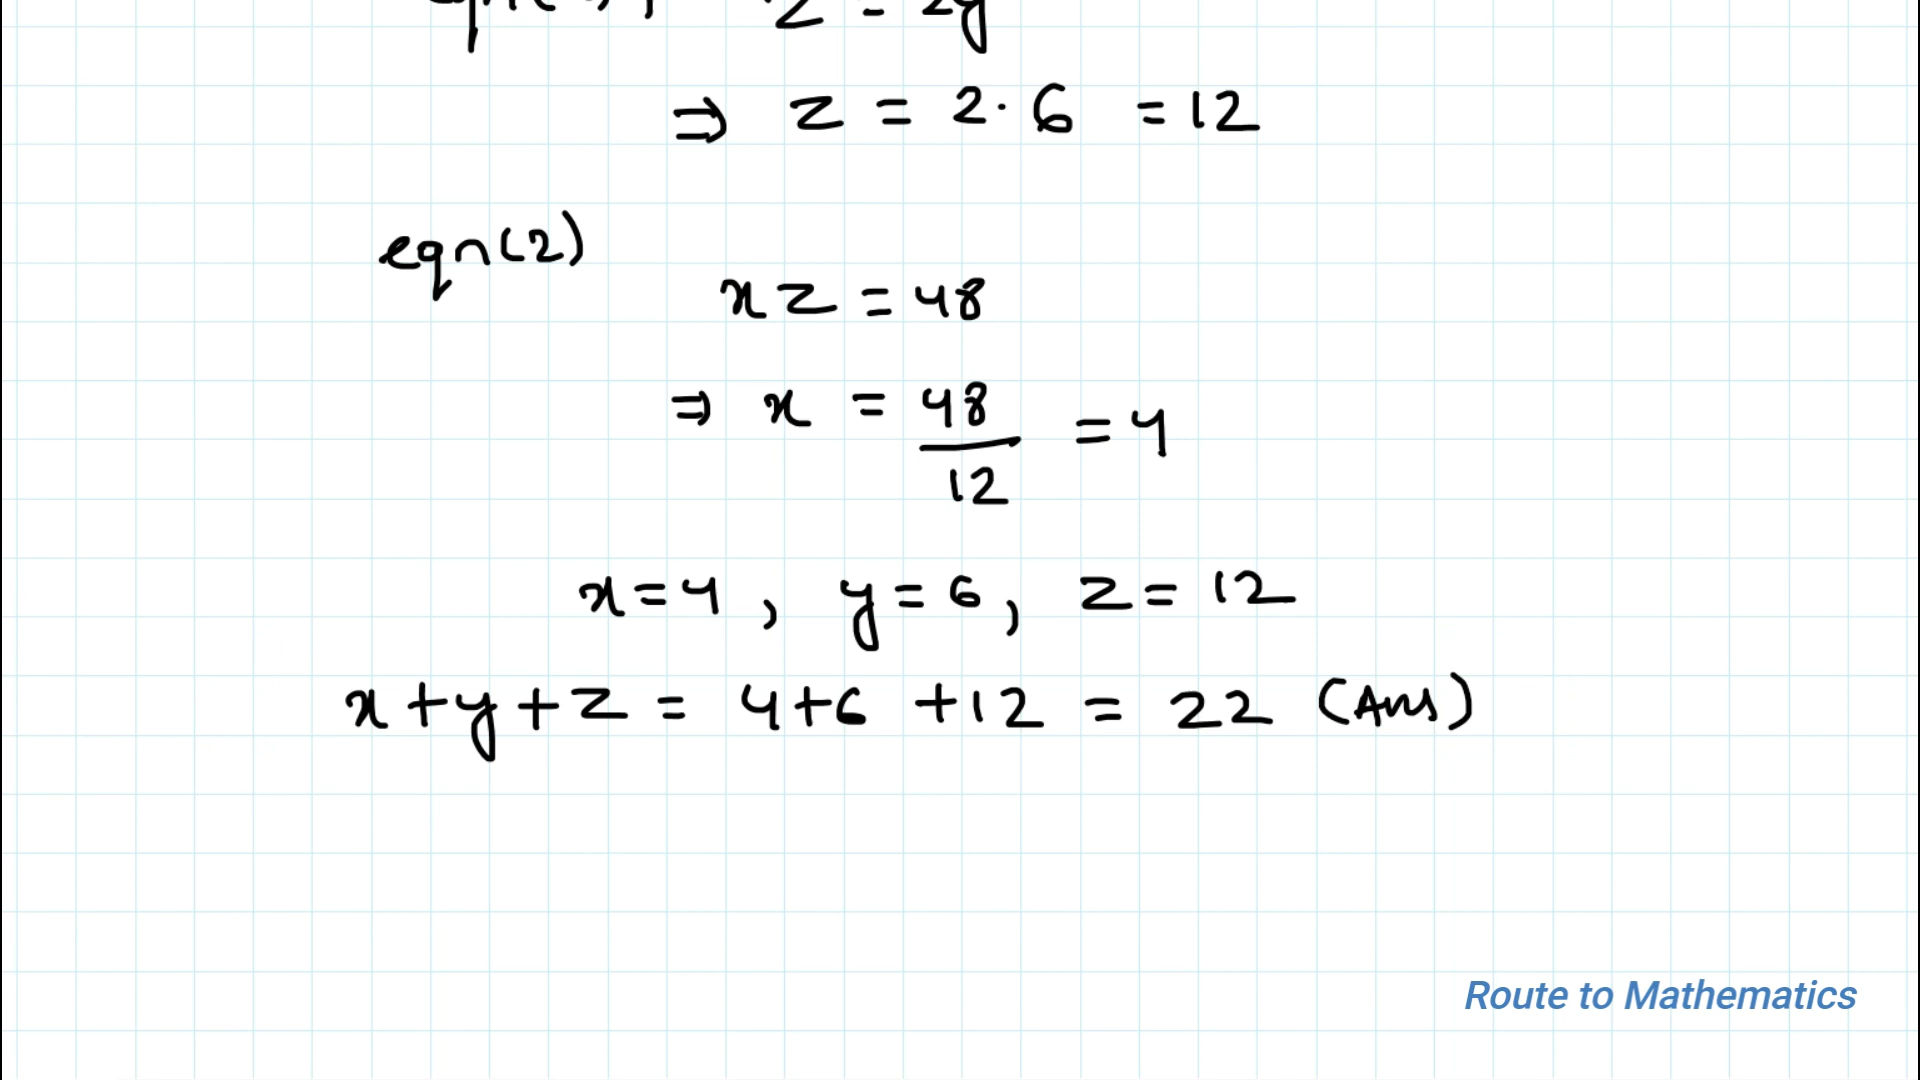 z = 2y
⇒ z = 2·6 = 12
eqn(2)
xz = 48
⇒ x = 48/12 = 4
x=4, y=6, z=12
x+y+z = 4+6+12 = 22 (Ans)
Route to Mathematics